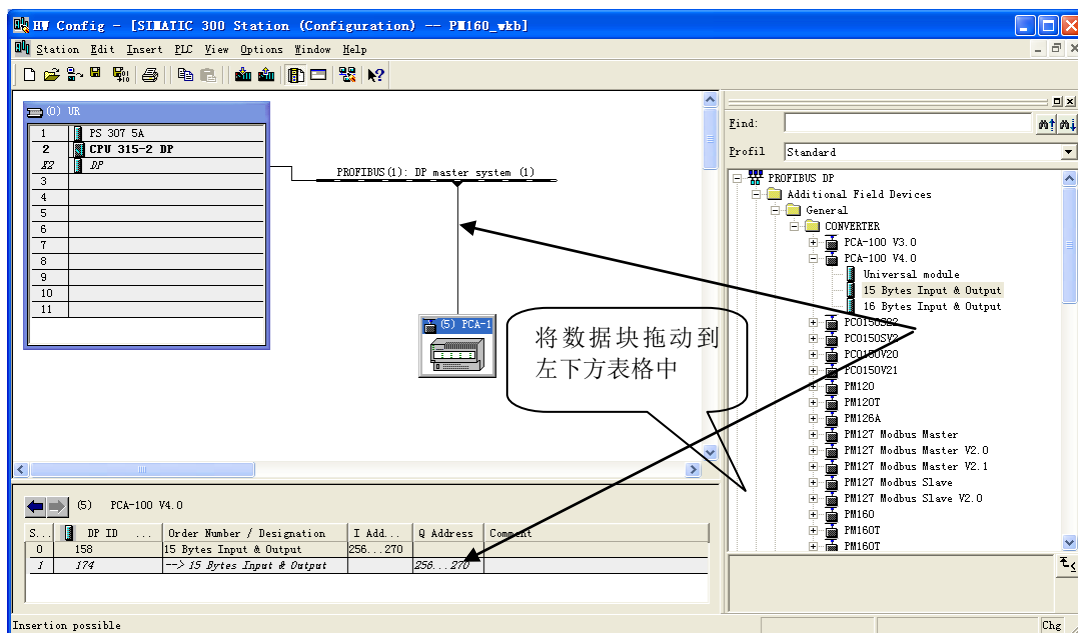 HW Config - [SIMATIC 300 Station (Configuration) -- PM160_wkb]
Station Edit Insert PLC View Options Window Help
(0) UR
1 PS 307 5A
2 CPU 315-2 DP
X2 DP
3
4
5
6
7
8
9
10
11
PROFIBUS(1): DP master system (1)
(5) PCA-1
将数据块拖动到
左下方表格中
Find:
Profil Standard
PROFIBUS DP
Additional Field Devices
General
CONVERTER
PCA-100 V3.0
PCA-100 V4.0
Universal module
15 Bytes Input & Output
16 Bytes Input & Output
PCO150S22
PCO150SV2
PCO150V20
PCO150V21
PM120
PM120T
PM126A
PM127 Modbus Master
PM127 Modbus Master V2.0
PM127 Modbus Master V2.1
PM127 Modbus Slave
PM127 Modbus Slave V2.0
PM160
PM160T
PM160T
(5) PCA-100 V4.0
S... DP ID ... Order Number / Designation I Add... Q Address Comment
0 158 15 Bytes Input & Output 256...270
1 174 --> 15 Bytes Input & Output 256...270
Insertion possible
Chg